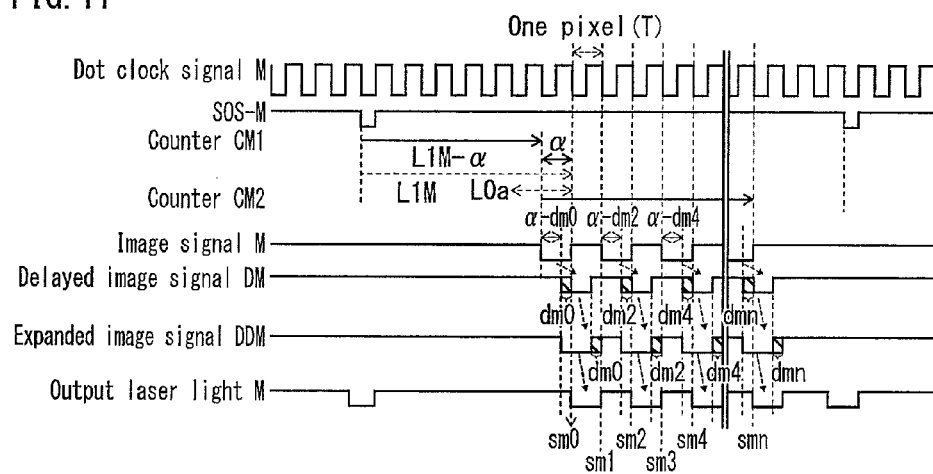 One pixel(T)
Dot clock signal M
SOS-M
Counter CM1
α
L1M-α
L1M L0a
Counter CM2
α-dm0 α-dm2 α-dm4
Image signal M
Delayed image signal DM
dm0 dm2 dm4 dmn
Expanded image signal DDM
dm0 dm2 dm4 dmn
Output laser light M
sm0 sm2 sm4 smn
sm1 sm3